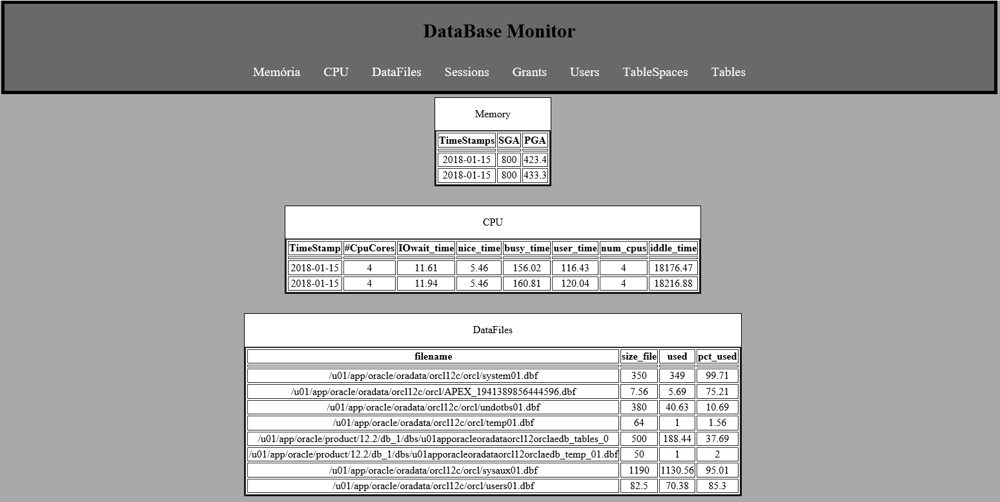 DataBase Monitor
Memória CPU DataFiles Sessions Grants Users TableSpaces Tables
Memory
TimeStamps SGA PGA
2018-01-15 800 423.4
2018-01-15 800 433.3
CPU
TimeStamp #CpuCores IOwait_time nice_time busy_time user_time num_cpus iddle_time
2018-01-15 4 11.61 5.46 156.02 116.43 4 18176.47
2018-01-15 4 11.94 5.46 160.81 120.04 4 18216.88
DataFiles
filename size_file used pct_used
/u01/app/oracle/oradata/orcl12c/orcl/system01.dbf 350 349 99.71
/u01/app/oracle/oradata/orcl12c/orcl/APEX_1941389856444596.dbf 7.56 5.69 75.21
/u01/app/oracle/oradata/orcl12c/orcl/undotbs01.dbf 380 40.63 10.69
/u01/app/oracle/oradata/orcl12c/orcl/temp01.dbf 64 1 1.56
/u01/app/oracle/product/12.2/db_1/dbs/u01apporacleoradataorcl12orclaedb_tables_0 500 188.44 37.69
/u01/app/oracle/product/12.2/db_1/dbs/u01apporacleoradataorcl12orclaedb_temp_01.dbf 50 1 2
/u01/app/oracle/oradata/orcl12c/orcl/sysaux01.dbf 1190 1130.56 95.01
/u01/app/oracle/oradata/orcl12c/orcl/users01.dbf 82.5 70.38 85.3